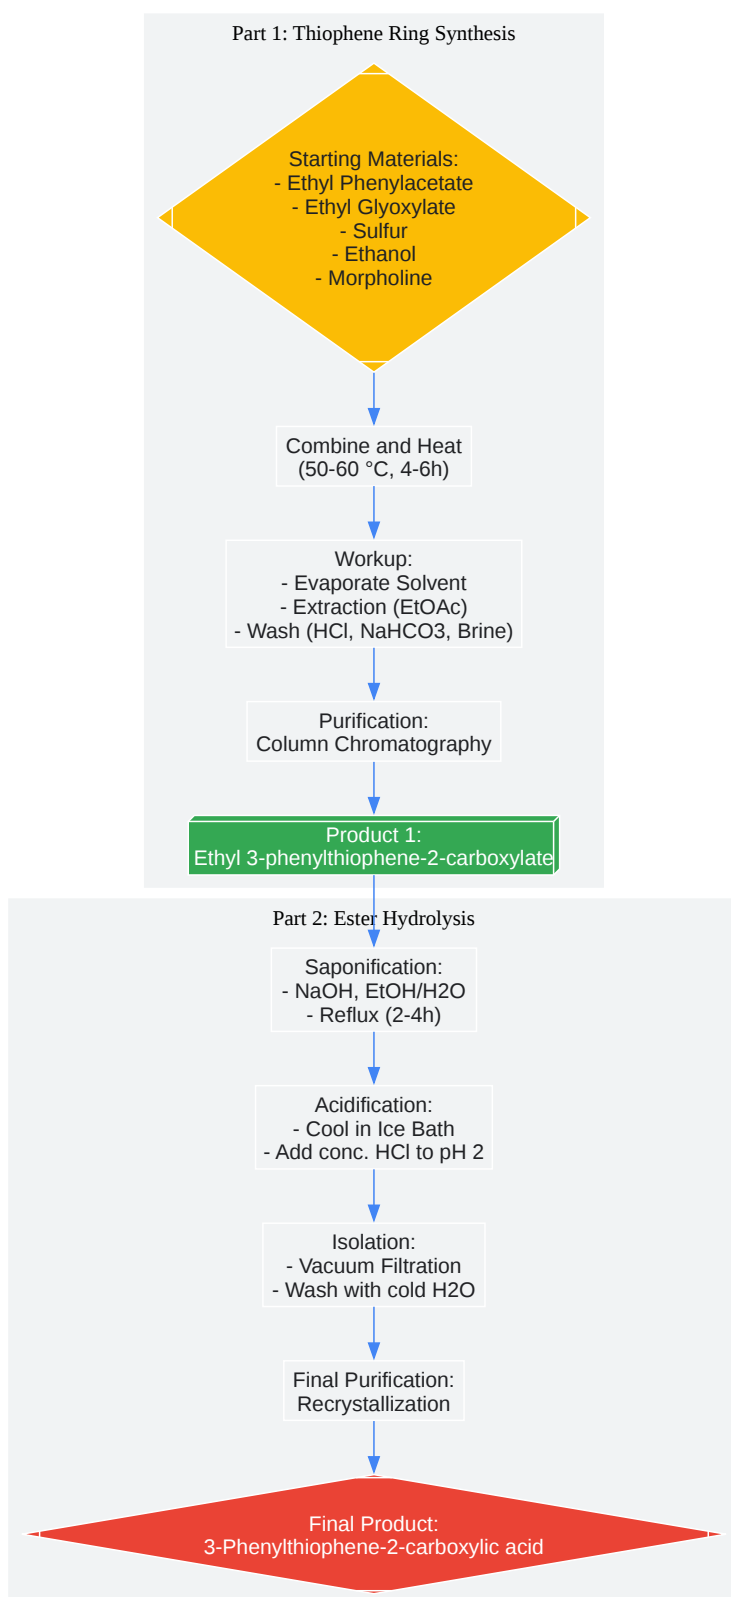 Part 1: Thiophene Ring Synthesis
Starting Materials:
- Ethyl Phenylacetate
- Ethyl Glyoxylate
- Sulfur
- Ethanol
- Morpholine
Combine and Heat
(50-60 °C, 4-6h)
Workup:
- Evaporate Solvent
- Extraction (EtOAc)
- Wash (HCl, NaHCO3, Brine)
Purification:
Column Chromatography
Product 1:
Ethyl 3-phenylthiophene-2-carboxylate
Part 2: Ester Hydrolysis
Saponification:
- NaOH, EtOH/H2O
- Reflux (2-4h)
Acidification:
- Cool in Ice Bath
- Add conc. HCl to pH 2
Isolation:
- Vacuum Filtration
- Wash with cold H2O
Final Purification:
Recrystallization
Final Product:
3-Phenylthiophene-2-carboxylic acid